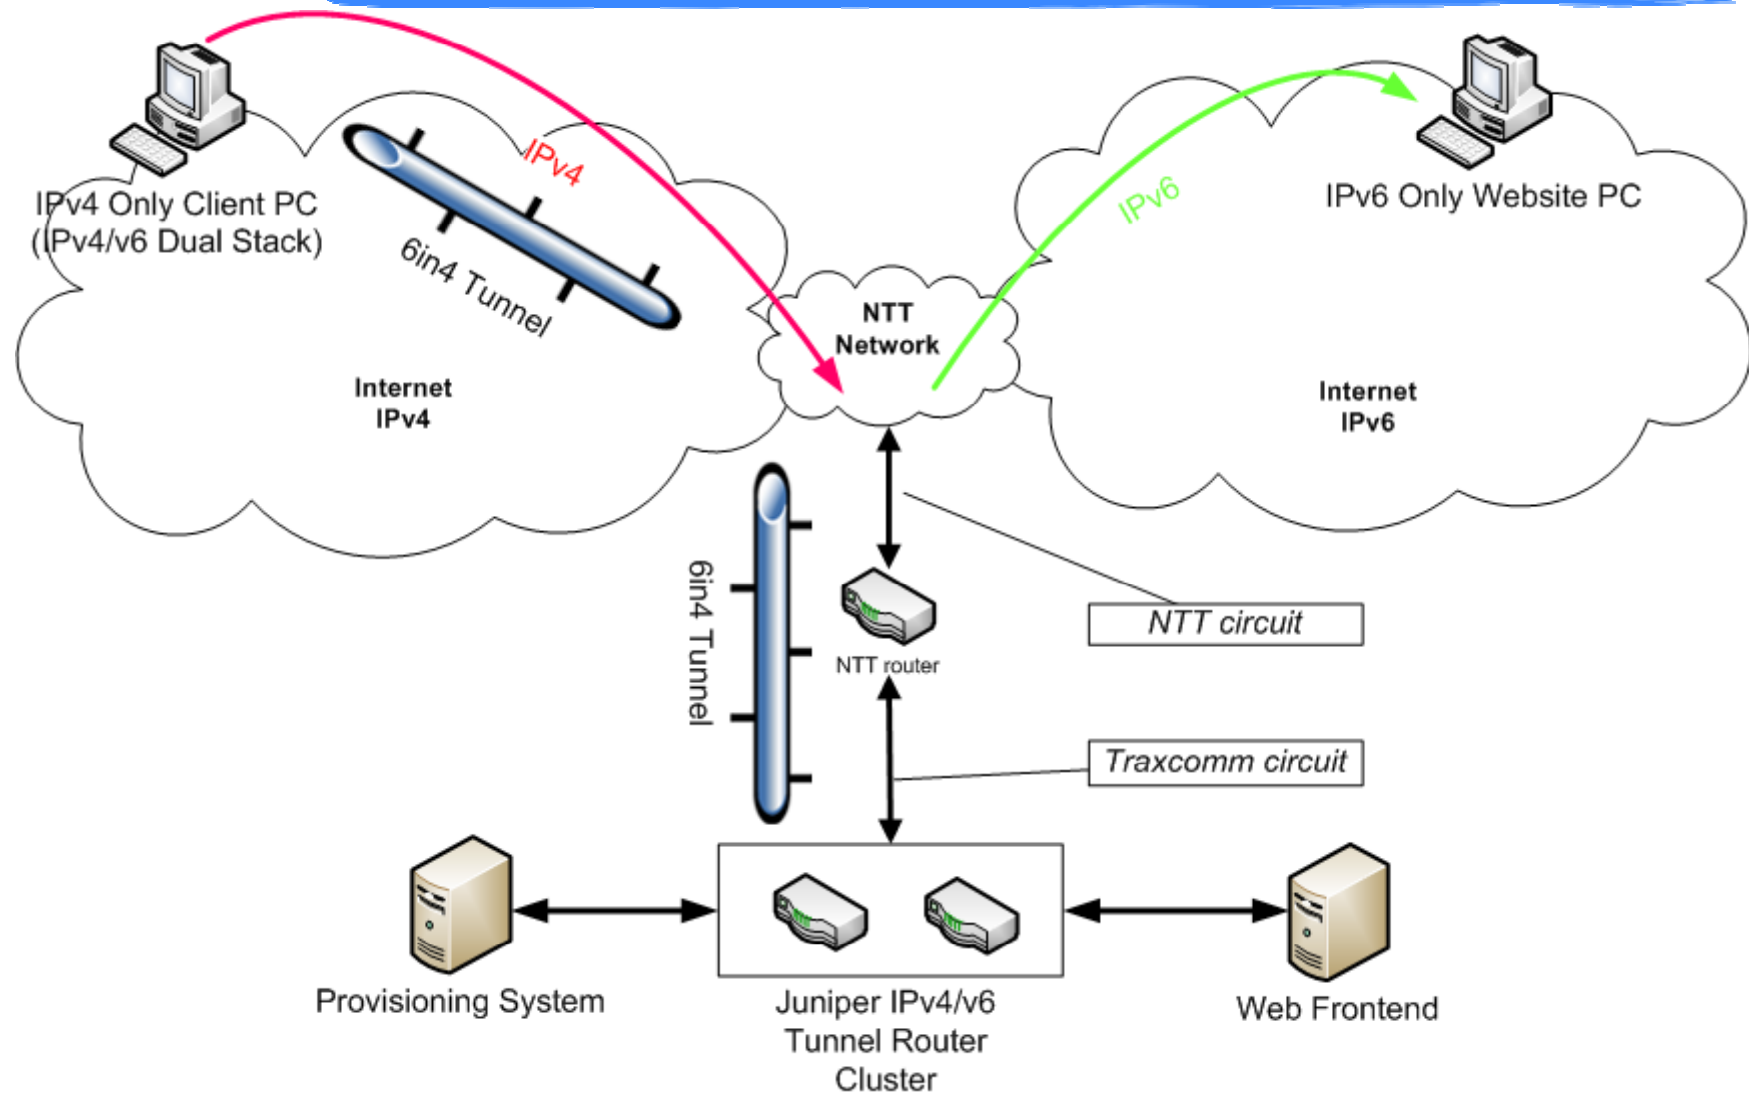 IPv4 Only Client PC
(IPv4/v6 Dual Stack)
IPv4
6in4 Tunnel
Internet
IPv4
NTT
Network
IPv6
IPv6 Only Website PC
Internet
IPv6
6in4 Tunnel
NTT router
NTT circuit
Traxcomm circuit
Provisioning System
Juniper IPv4/v6
Tunnel Router
Cluster
Web Frontend